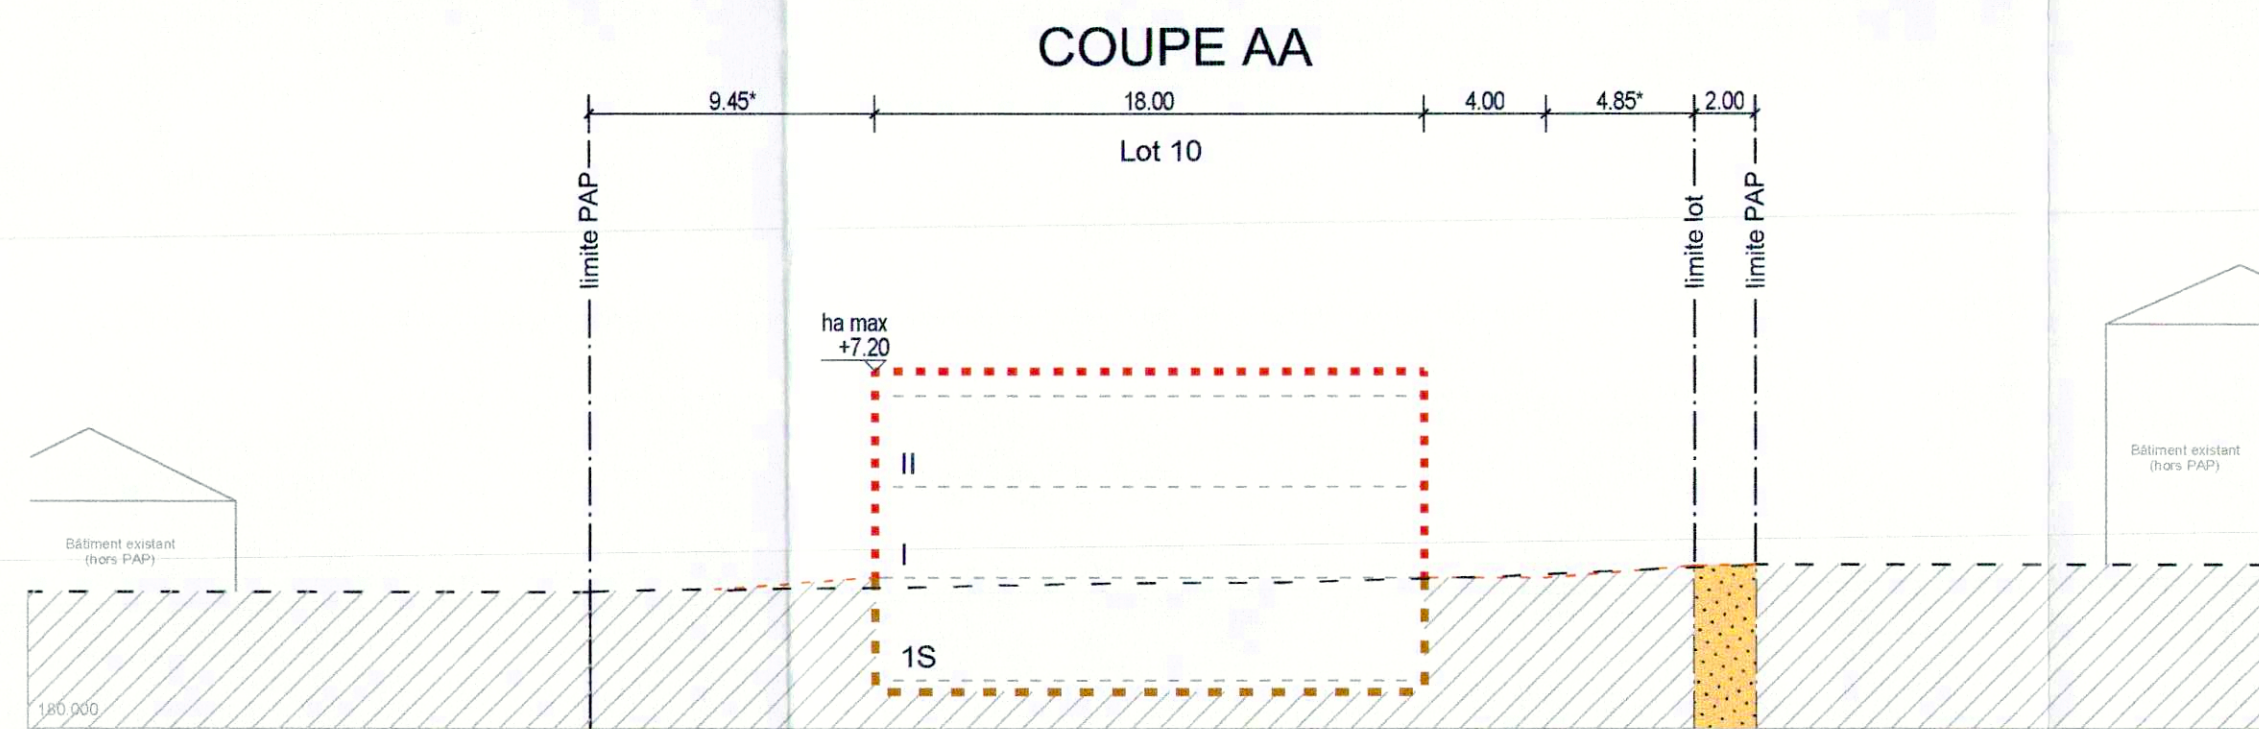 COUPE AA
9.45* 18.00 4.00 4.85* 2.00
Lot 10
limite PAP
limite lot
limite PAP
ha max
+7.20
II
I
1S
Bâtiment existant
(hors PAP)
Bâtiment existant
(hors PAP)
180.000